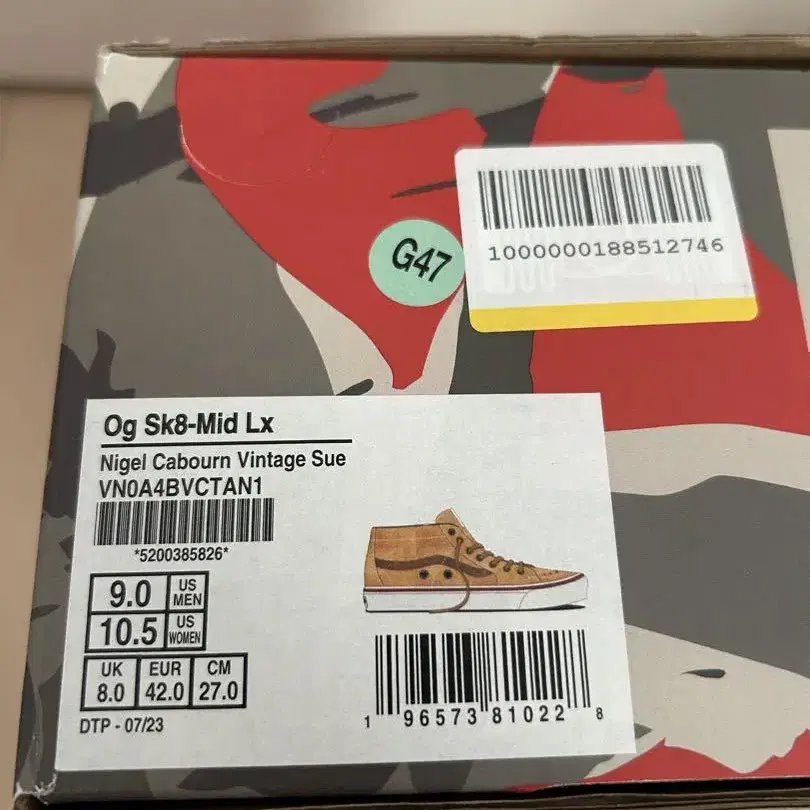 1000000188512746
G47
Og Sk8-Mid Lx
Nigel Cabourn Vintage Sue
VN0A4BVCTAN1
*5200385826*
9.0 US MEN
10.5 US WOMEN
UK EUR CM
8.0 42.0 27.0
DTP - 07/23
1 96573 81022 8